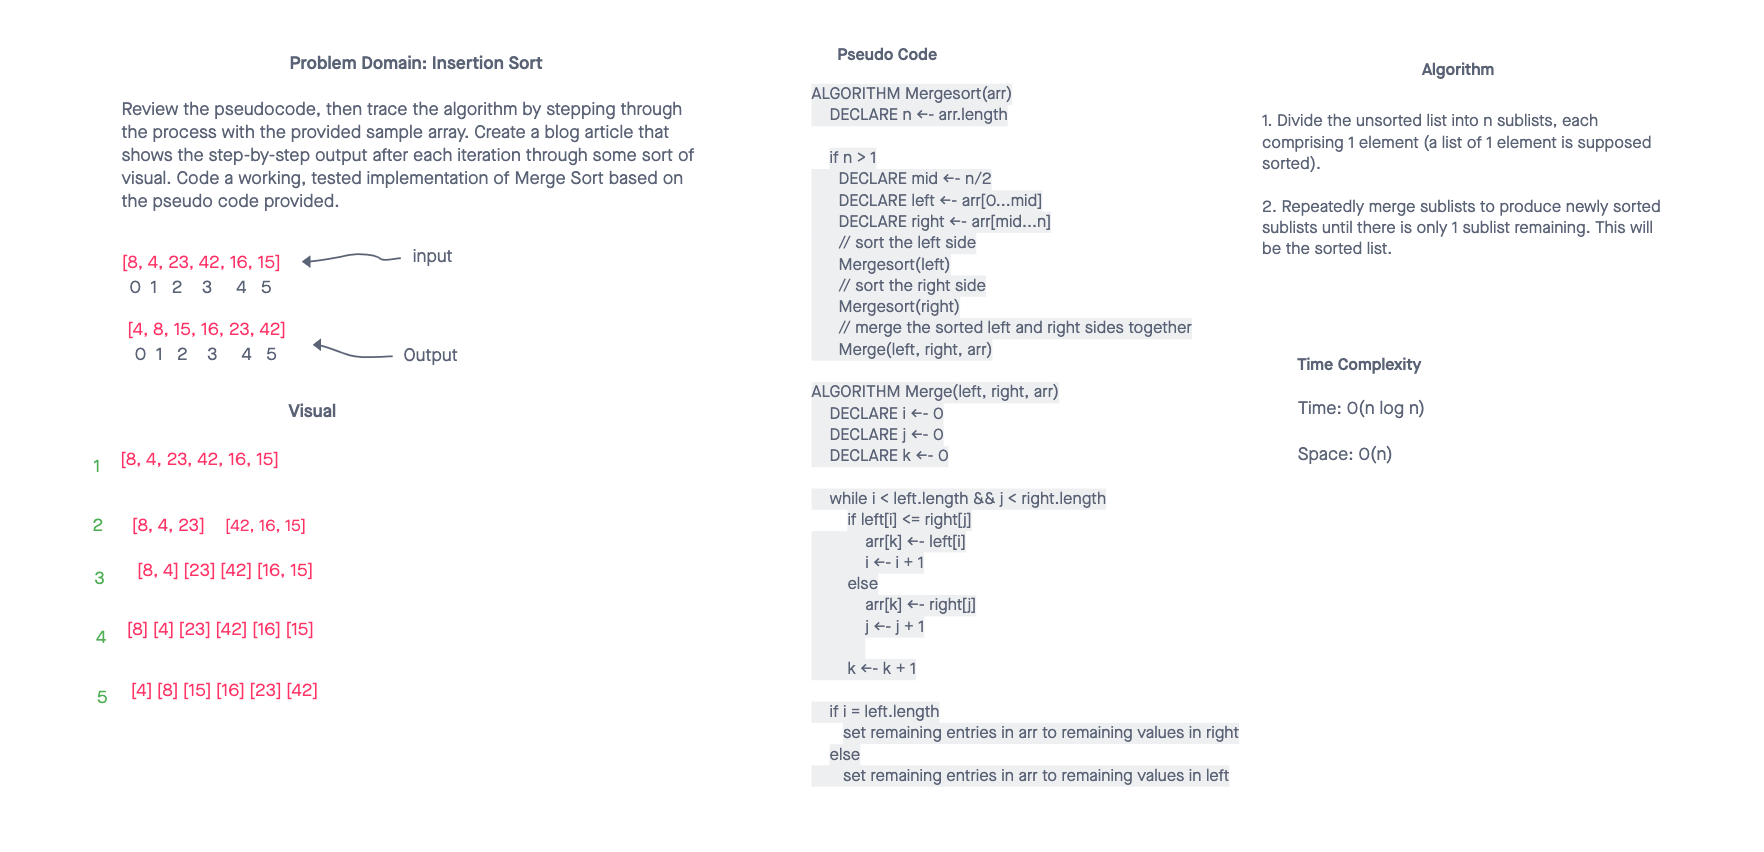 Problem Domain: Insertion Sort
Review the pseudocode, then trace the algorithm by stepping through
the process with the provided sample array. Create a blog article that
shows the step-by-step output after each iteration through some sort of
visual. Code a working, tested implementation of Merge Sort based on
the pseudo code provided.
[8, 4, 23, 42, 16, 15]
input
0 1 2 3 4 5
[4, 8, 15, 16, 23, 42]
0 1 2 3 4 5
Output
Visual
1 [8, 4, 23, 42, 16, 15]
2 [8, 4, 23] [42, 16, 15]
3 [8, 4] [23] [42] [16, 15]
4 [8] [4] [23] [42] [16] [15]
5 [4] [8] [15] [16] [23] [42]
Pseudo Code
ALGORITHM Mergesort(arr)
DECLARE n <-- arr.length
if n > 1
DECLARE mid <-- n/2
DECLARE left <-- arr[0...mid]
DECLARE right <-- arr[mid...n]
// sort the left side
Mergesort(left)
// sort the right side
Mergesort(right)
// merge the sorted left and right sides together
Merge(left, right, arr)
ALGORITHM Merge(left, right, arr)
DECLARE i <-- 0
DECLARE j <-- 0
DECLARE k <-- 0
while i < left.length && j < right.length
if left[i] <= right[j]
arr[k] <-- left[i]
i <-- i + 1
else
arr[k] <-- right[j]
j <-- j + 1
k <-- k + 1
if i = left.length
set remaining entries in arr to remaining values in right
else
set remaining entries in arr to remaining values in left
Algorithm
1. Divide the unsorted list into n sublists, each
comprising 1 element (a list of 1 element is supposed
sorted).
2. Repeatedly merge sublists to produce newly sorted
sublists until there is only 1 sublist remaining. This will
be the sorted list.
Time Complexity
Time: O(n log n)
Space: O(n)